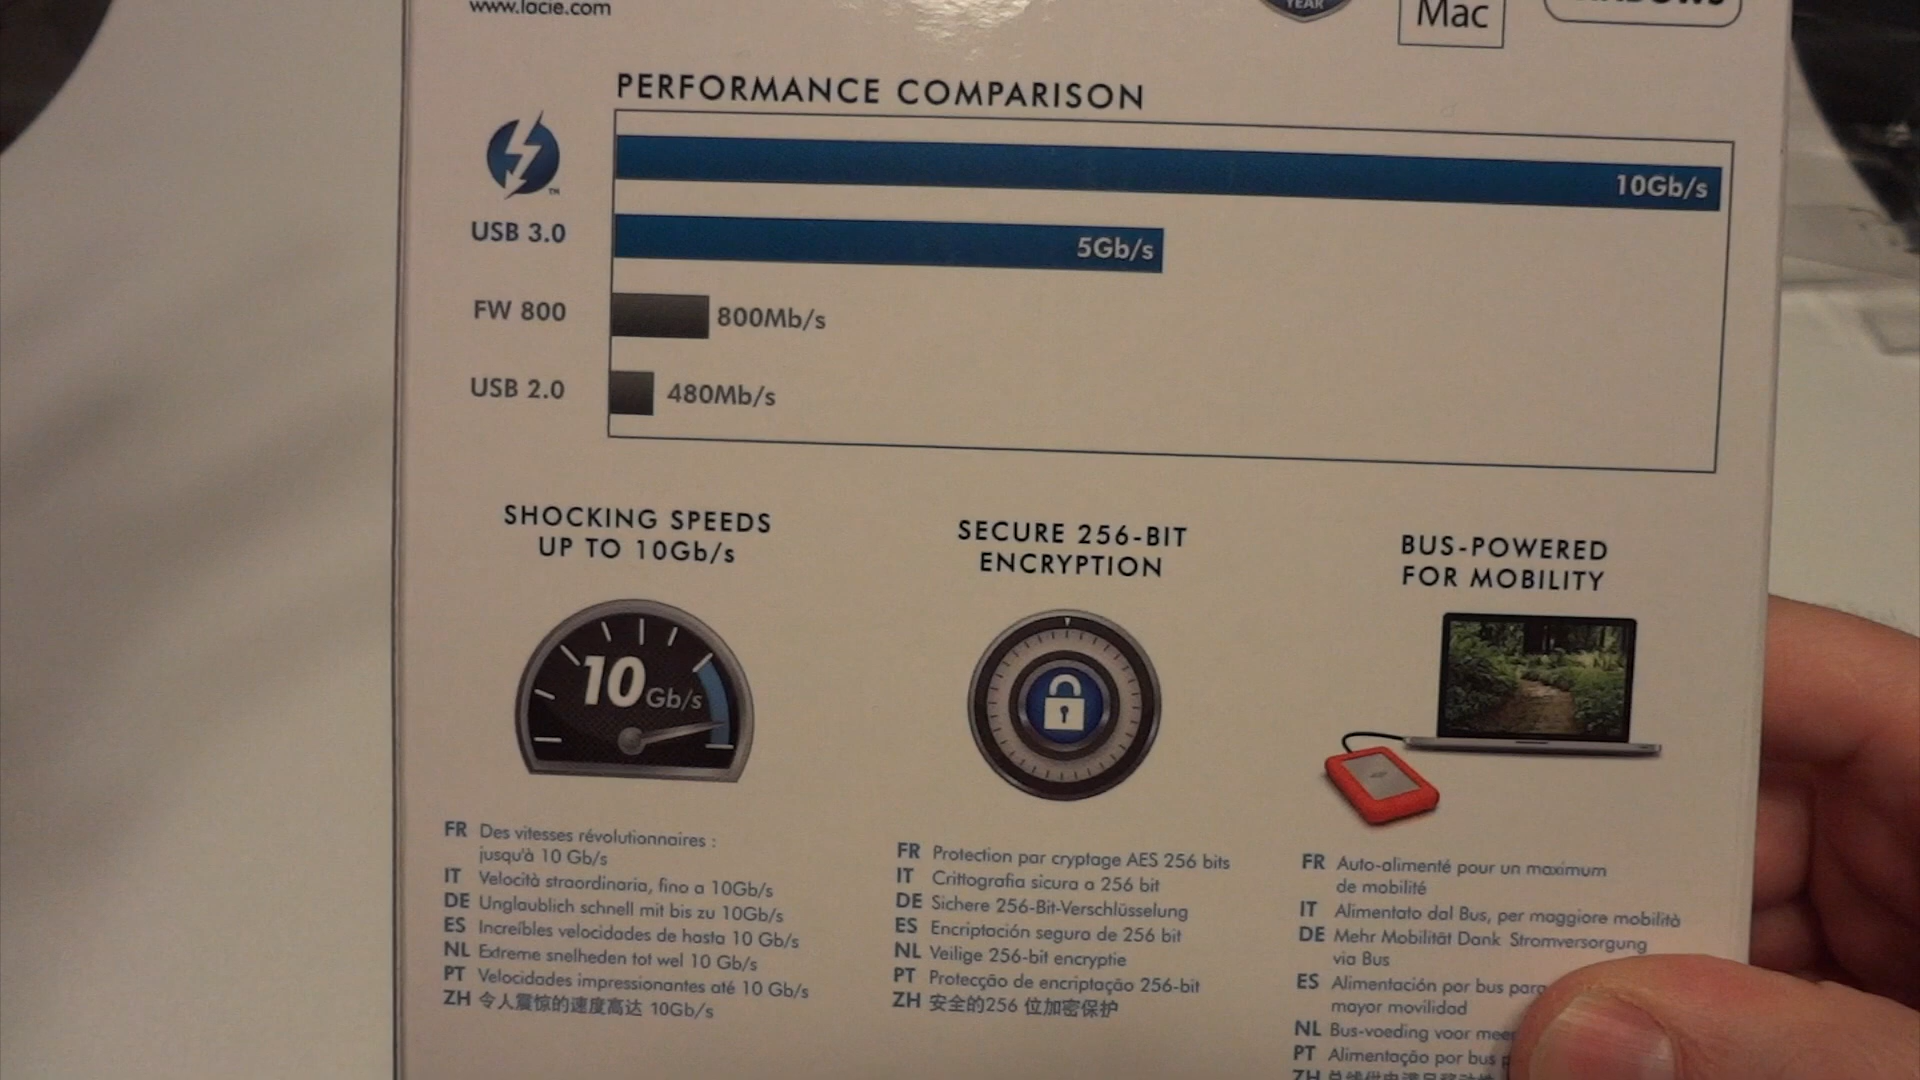 www.lacie.com
YEAR
Mac
PERFORMANCE COMPARISON
10Gb/s
USB 3.0
5Gb/s
FW 800
800Mb/s
USB 2.0
480Mb/s
SHOCKING SPEEDS
UP TO 10Gb/s
10 Gb/s
FR Des vitesses révolutionnaires :
jusqu'à 10 Gb/s
IT Velocità straordinaria, fino a 10Gb/s
DE Unglaublich schnell mit bis zu 10Gb/s
ES Increíbles velocidades de hasta 10 Gb/s
NL Extreme snelheden tot wel 10 Gb/s
PT Velocidades impressionantes até 10 Gb/s
ZH 令人震惊的速度高达 10Gb/s
SECURE 256-BIT
ENCRYPTION
FR Protection par cryptage AES 256 bits
IT Crittografia sicura a 256 bit
DE Sichere 256-Bit-Verschlüsselung
ES Encriptación segura de 256 bit
NL Veilige 256-bit encryptie
PT Protecção de encriptação 256-bit
ZH 安全的256 位加密保护
BUS-POWERED
FOR MOBILITY
FR Auto-alimenté pour un maximum
de mobilité
IT Alimentato dal Bus, per maggiore mobilità
DE Mehr Mobilität Dank Stromversorgung
via Bus
ES Alimentación por bus para
mayor movilidad
NL Bus-voeding voor
PT Alimentação por bus
ZH